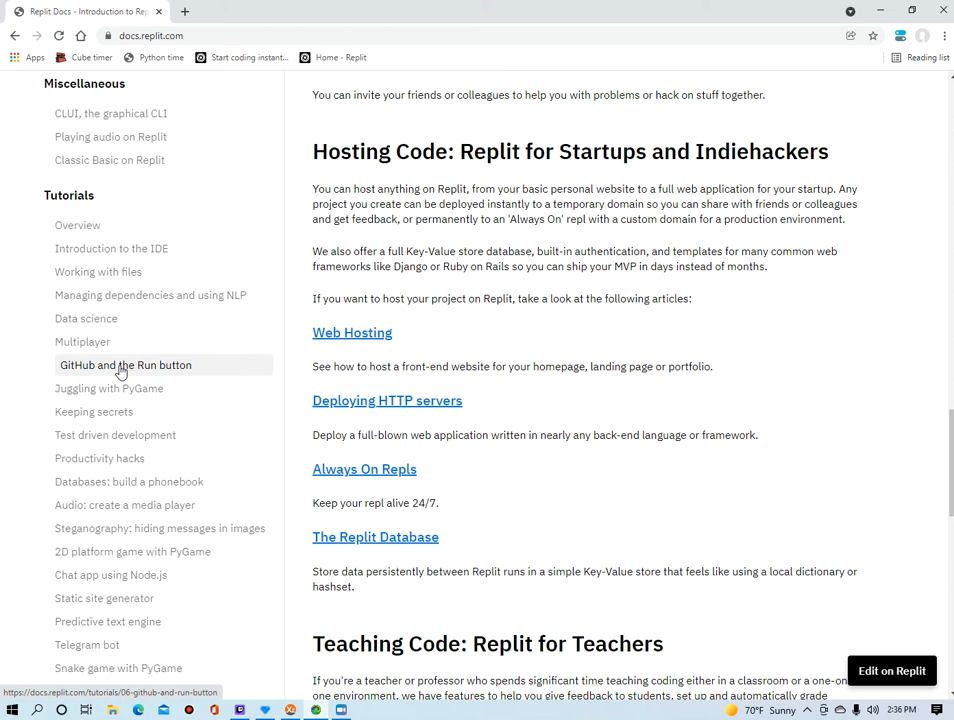 Replit Docs - Introduction to Rep
docs.replit.com
Apps
Cube timer
Python time
Start coding instant...
Home - Replit
Reading list
Miscellaneous
CLUI, the graphical CLI
Playing audio on Replit
Classic Basic on Replit
Tutorials
Overview
Introduction to the IDE
Working with files
Managing dependencies and using NLP
Data science
Multiplayer
GitHub and the Run button
Juggling with PyGame
Keeping secrets
Test driven development
Productivity hacks
Databases: build a phonebook
Audio: create a media player
Steganography: hiding messages in images
2D platform game with PyGame
Chat app using Node.js
Static site generator
Predictive text engine
Telegram bot
Snake game with PyGame
https://docs.replit.com/tutorials/06-github-and-run-button
You can invite your friends or colleagues to help you with problems or hack on stuff together.
Hosting Code: Replit for Startups and Indiehackers
You can host anything on Replit, from your basic personal website to a full web application for your startup. Any
project you create can be deployed instantly to a temporary domain so you can share with friends or colleagues
and get feedback, or permanently to an 'Always On' repl with a custom domain for a production environment.
We also offer a full Key-Value store database, built-in authentication, and templates for many common web
frameworks like Django or Ruby on Rails so you can ship your MVP in days instead of months.
If you want to host your project on Replit, take a look at the following articles:
Web Hosting
See how to host a front-end website for your homepage, landing page or portfolio.
Deploying HTTP servers
Deploy a full-blown web application written in nearly any back-end language or framework.
Always On Repls
Keep your repl alive 24/7.
The Replit Database
Store data persistently between Replit runs in a simple Key-Value store that feels like using a local dictionary or
hashset.
Teaching Code: Replit for Teachers
If you're a teacher or professor who spends significant time teaching coding either in a classroom or a one-on-
one environment, we have features to help you give feedback to students, set up and automatically grade
Edit on Replit
70°F Sunny
2:36 PM